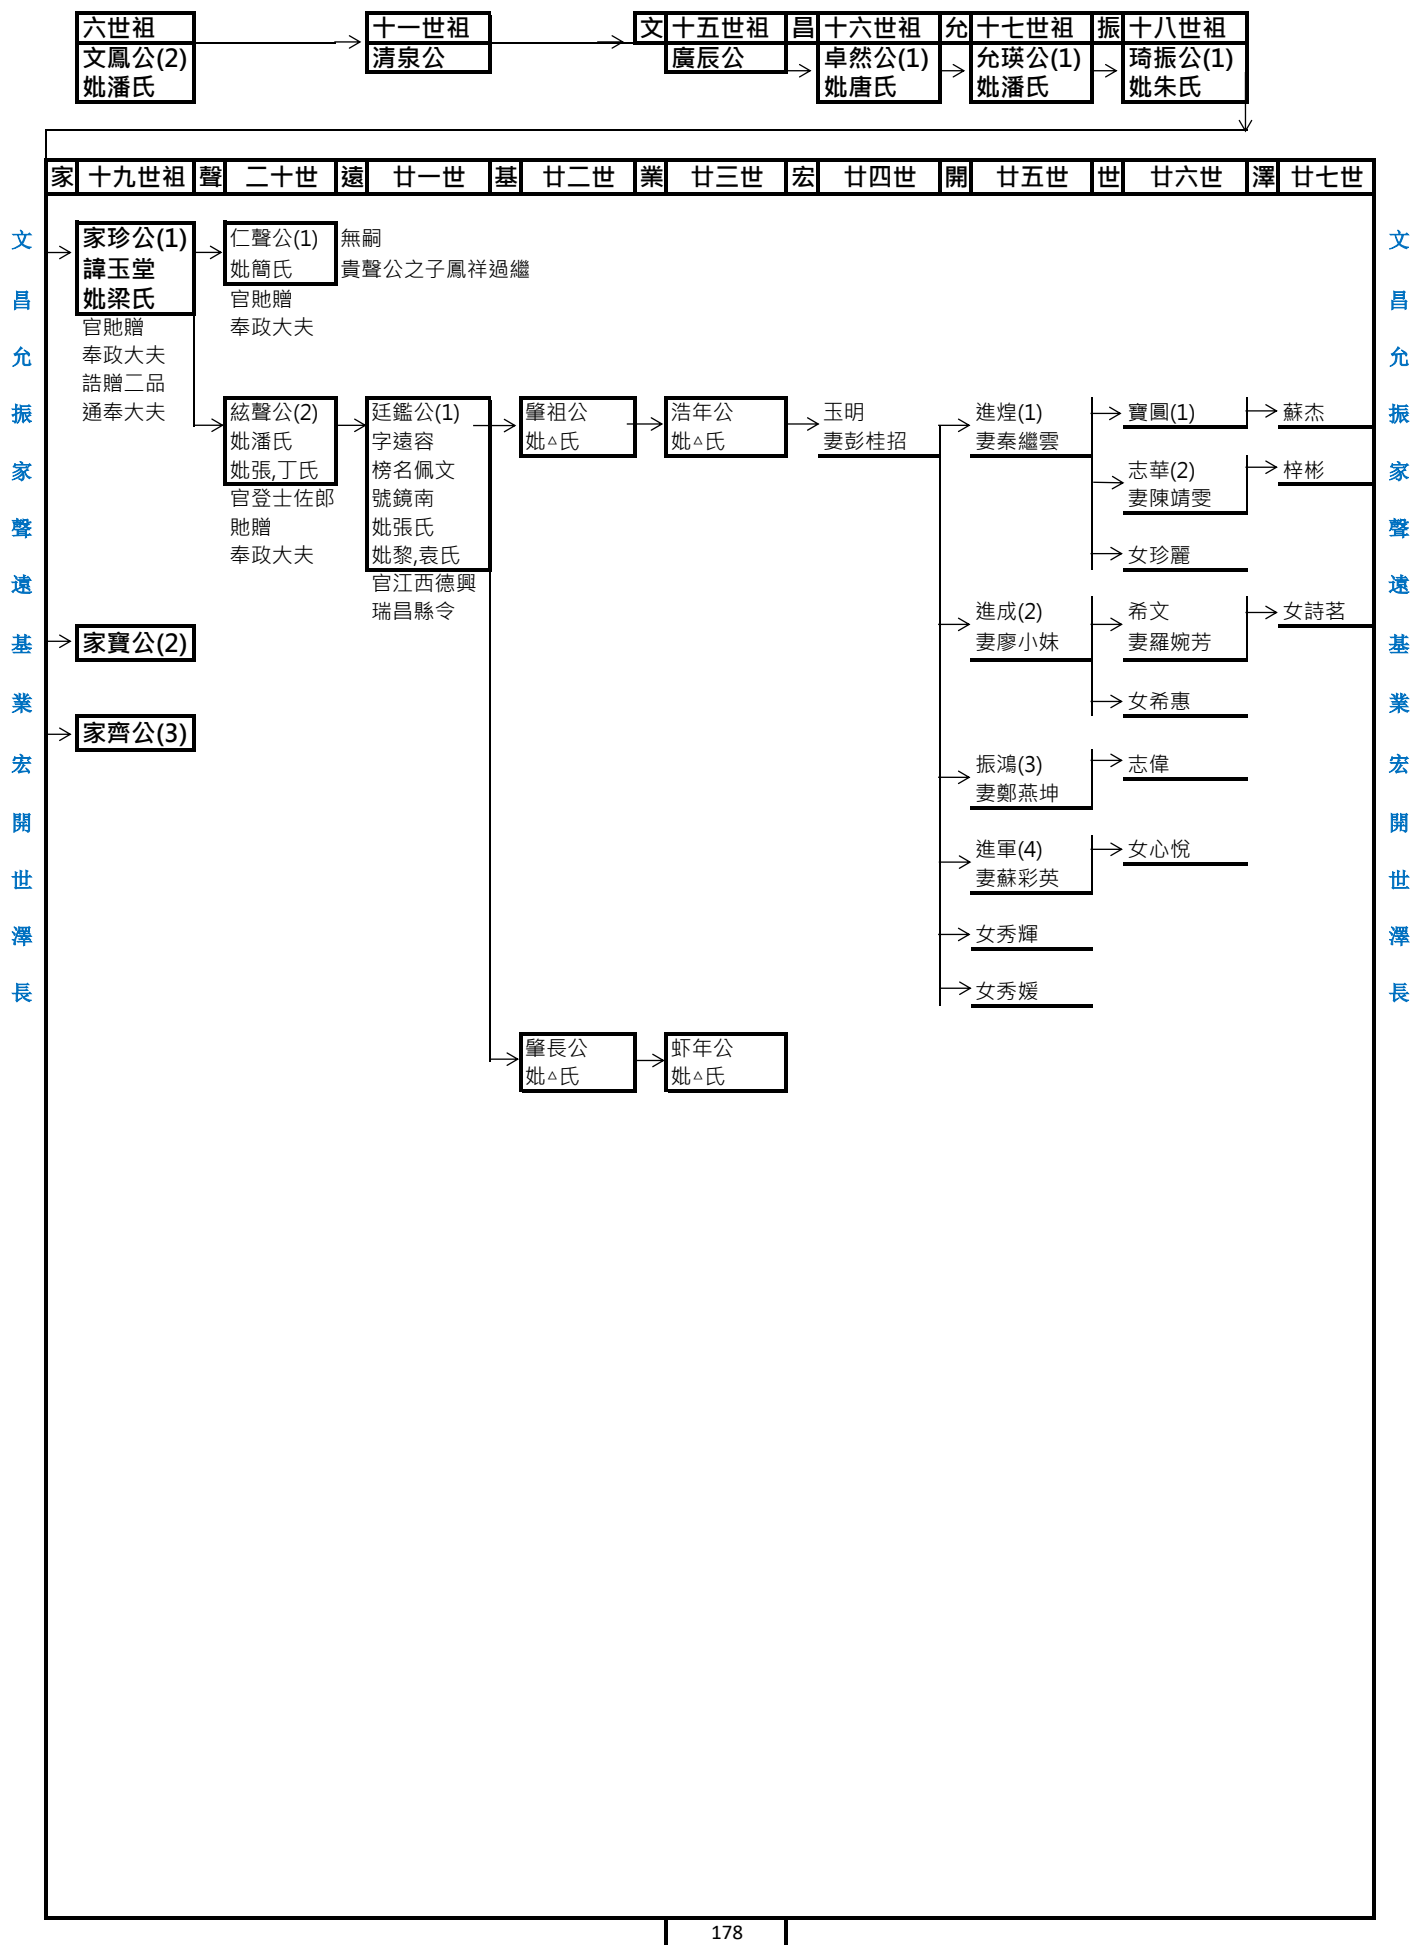 六世祖 十一世祖 文 十五世祖 昌 十六世祖 允 十七世祖 振 十八世祖
文鳳公(2) 清泉公 廣辰公 卓然公(1) 允瑛公(1) 琦振公(1)
妣潘氏 妣唐氏 妣潘氏 妣朱氏
家 十九世祖 聲 二十世 遠 廿一世 基 廿二世 業 廿三世 宏 廿四世 開 廿五世 世 廿六世 澤 廿七世
文 家珍公(1) 仁聲公(1) 無嗣 文
諱玉堂 妣簡氏 貴聲公之子鳳祥過繼
昌 妣梁氏 官貤贈 昌
官貤贈 奉政大夫
允 奉政大夫 允
誥贈二品
振 通奉大夫 絃聲公(2) 廷鑑公(1) 肇祖公 浩年公 玉明 進煌(1) 寶圓(1) 蘇杰 振
妣潘氏 字遠容 妣△氏 妣△氏 妻彭桂招 妻秦繼雲
家 妣張,丁氏 榜名佩文 志華(2) 梓彬 家
官登士佐郎 號鏡南 妻陳靖雯
聲 貤贈 妣張氏 聲
奉政大夫 妣黎,袁氏 女珍麗
遠 官江西德興 遠
瑞昌縣令 進成(2) 希文 女詩茗
基 家寶公(2) 妻廖小妹 妻羅婉芳 基
業 女希惠 業
家齊公(3)
宏 振鴻(3) 志偉 宏
妻鄭燕坤
開 開
進軍(4) 女心悅
世 妻蘇彩英 世
澤 女秀輝 澤
長 女秀媛 長
肇長公 虾年公
妣△氏 妣△氏
178